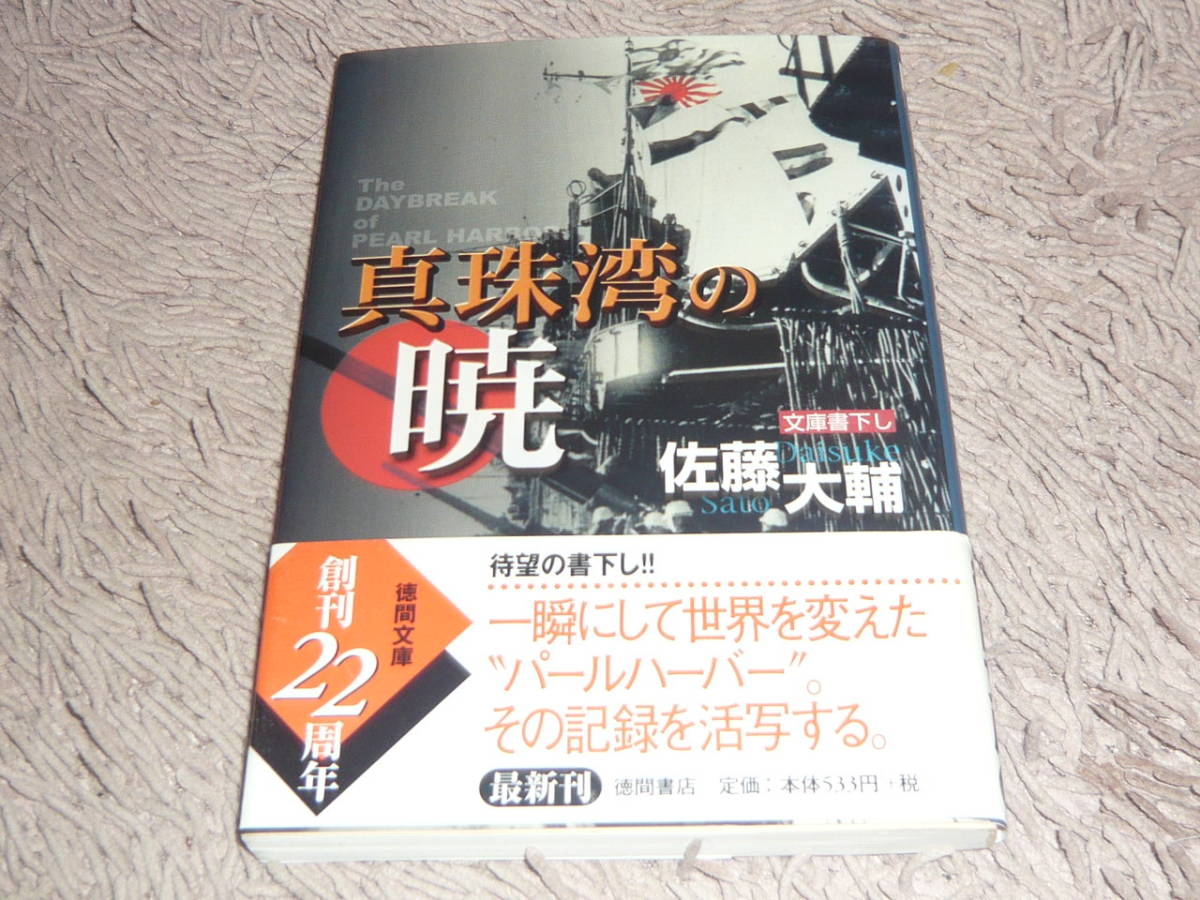 The
DAYBREAK
of
PEARL HARBO
真珠湾の
暁
文庫書下し
佐藤大輔
Daisuke
Sato
徳間文庫
創刊22周年
待望の書下し!!
一瞬にして世界を変えた
〝パールハーバー〟。
その記録を活写する。
最新刊 徳間書店 定価:本体533円+税